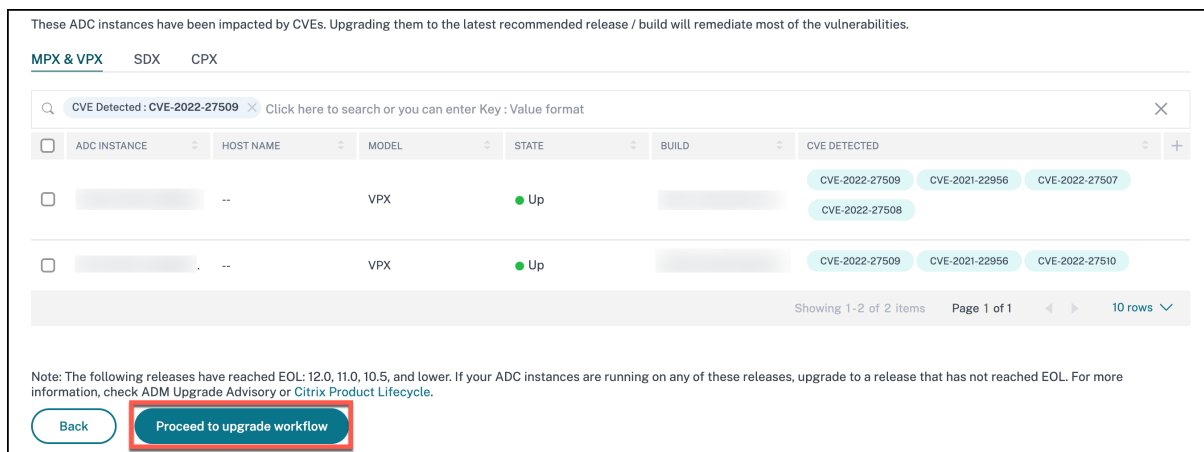 These ADC instances have been impacted by CVEs. Upgrading them to the latest recommended release / build will remediate most of the vulnerabilities.
MPX & VPX SDX CPX
CVE Detected : CVE-2022-27509 Click here to search or you can enter Key : Value format
ADC INSTANCE HOST NAME MODEL STATE BUILD CVE DETECTED
CVE-2022-27509 CVE-2021-22956 CVE-2022-27507
-- VPX Up
CVE-2022-27508
. -- VPX Up CVE-2022-27509 CVE-2021-22956 CVE-2022-27510
Showing 1-2 of 2 items Page 1 of 1 10 rows
Note: The following releases have reached EOL: 12.0, 11.0, 10.5, and lower. If your ADC instances are running on any of these releases, upgrade to a release that has not reached EOL. For more
information, check ADM Upgrade Advisory or Citrix Product Lifecycle.
Back Proceed to upgrade workflow